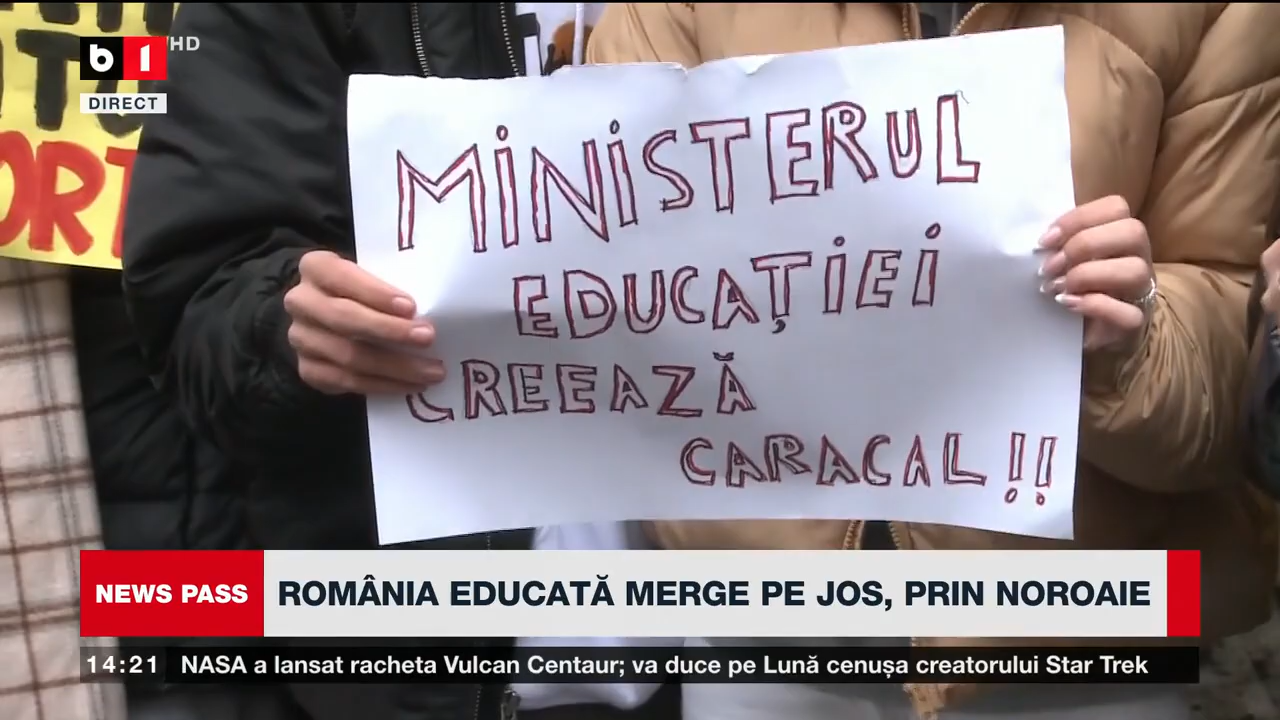 b1 HD
DIRECT
ORT
MINISTERUL
EDUCAȚIEI
CREEAZĂ
CARACAL!!
NEWS PASS ROMÂNIA EDUCATĂ MERGE PE JOS, PRIN NOROAIE
14:21 NASA a lansat racheta Vulcan Centaur; va duce pe Lună cenușa creatorului Star Trek